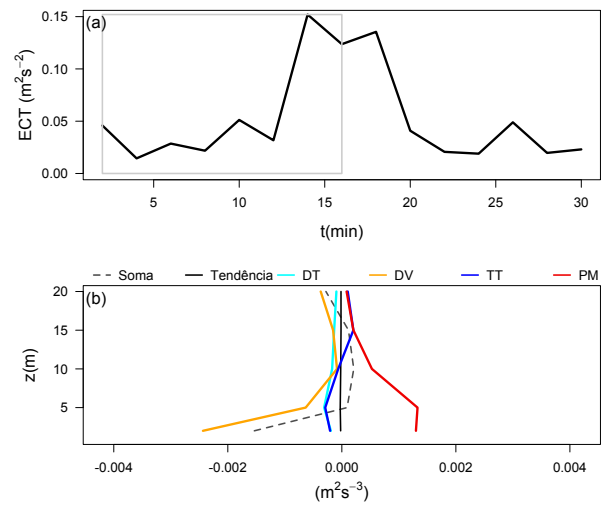 (a)
ECT (m²s⁻²)
0.15
0.10
0.05
0.00
5 10 15 20 25 30
t(min)
Soma Tendência DT DV TT PM
(b)
z(m)
20
15
10
5
-0.004 -0.002 0.000 0.002 0.004
(m²s⁻³)